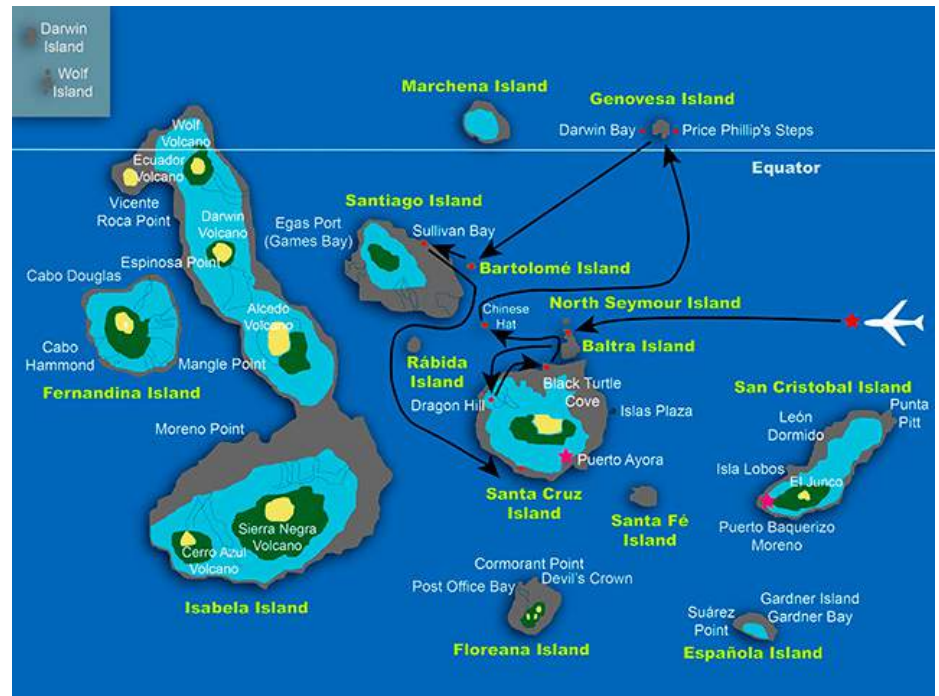 Darwin
Island
Wolf
Island
Marchena Island
Genovesa Island
Darwin Bay
Price Phillip's Steps
Equator
Wolf
Volcano
Ecuador
Volcano
Vicente
Roca Point
Darwin
Volcano
Espinosa Point
Santiago Island
Egas Port
(Games Bay)
Sullivan Bay
Bartolomé Island
Cabo Douglas
Alcedo
Volcano
Cabo
Hammond
Mangle Point
Fernandina Island
Chinese
Hat
North Seymour Island
Baltra Island
Rábida
Island
Dragon Hill
Black Turtle
Cove
Islas Plaza
San Cristobal Island
León
Dormido
Punta
Pitt
Moreno Point
Puerto Ayora
Isla Lobos
El Junco
Santa Cruz
Island
Santa Fé
Island
Puerto Baquerizo
Moreno
Sierra Negra
Volcano
Cerro Azul
Volcano
Isabela Island
Cormorant Point
Post Office Bay
Devil's Crown
Floreana Island
Suárez
Point
Gardner Island
Gardner Bay
Española Island